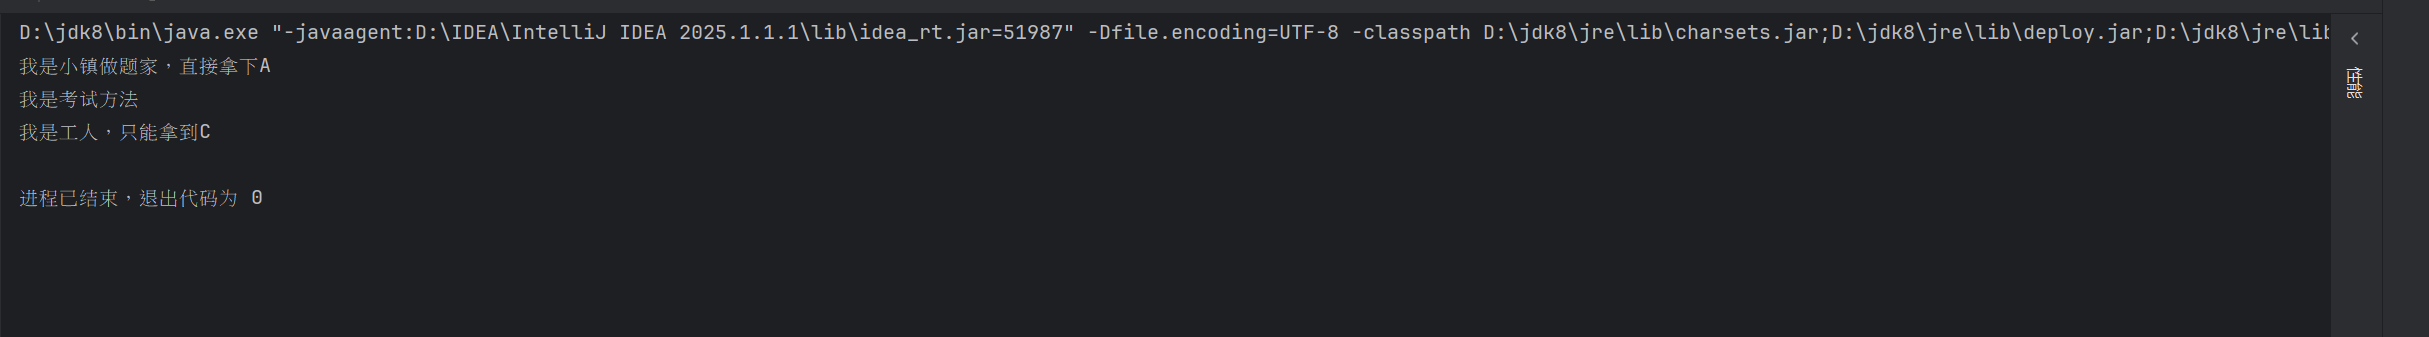 D:\jdk8\bin\java.exe "-javaagent:D:\IDEA\IntelliJ IDEA 2025.1.1.1\lib\idea_rt.jar=51987" -Dfile.encoding=UTF-8 -classpath D:\jdk8\jre\lib\charsets.jar;D:\jdk8\jre\lib\deploy.jar;D:\jdk8\jre\lib
我是小镇做题家，直接拿下A
我是考试方法
我是工人，只能拿到C
进程已结束，退出代码为 0
性能